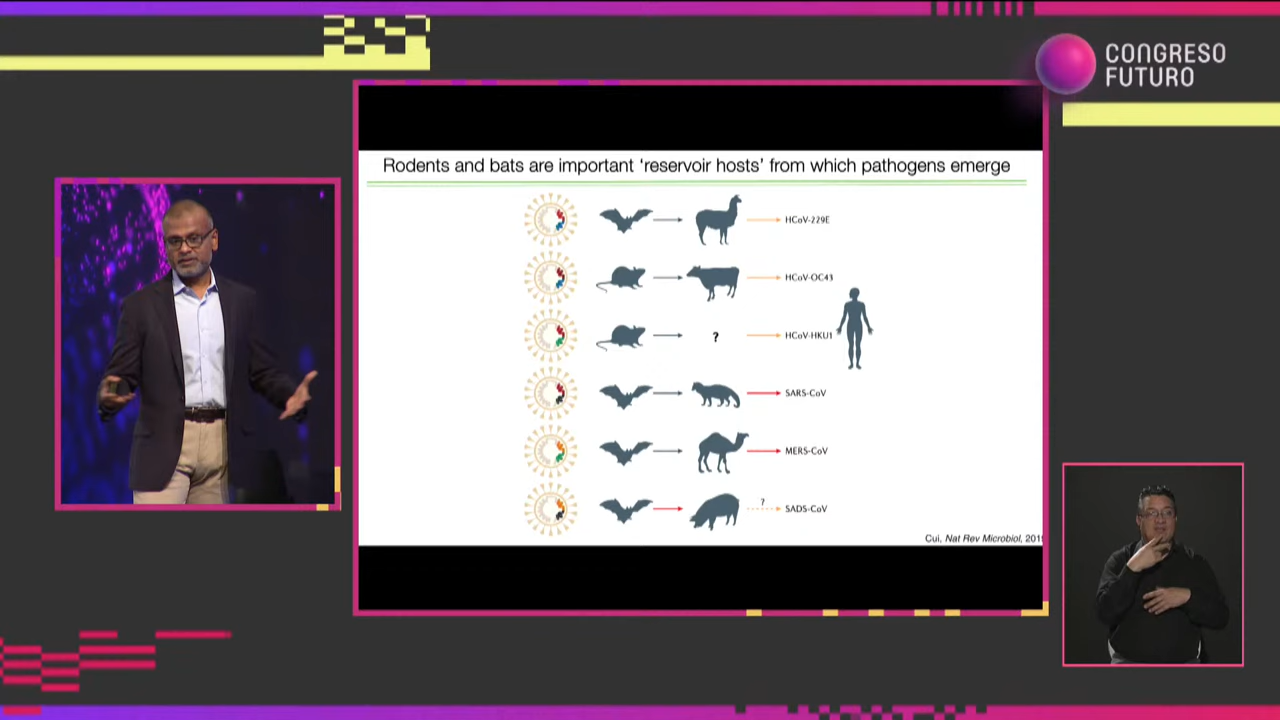 CONGRESO
FUTURO
Rodents and bats are important ‘reservoir hosts’ from which pathogens emerge
HCoV-229E
HCoV-OC43
? HCoV-HKU1
SARS-CoV
MERS-CoV
?
SADS-CoV
Cui, Nat Rev Microbiol, 201